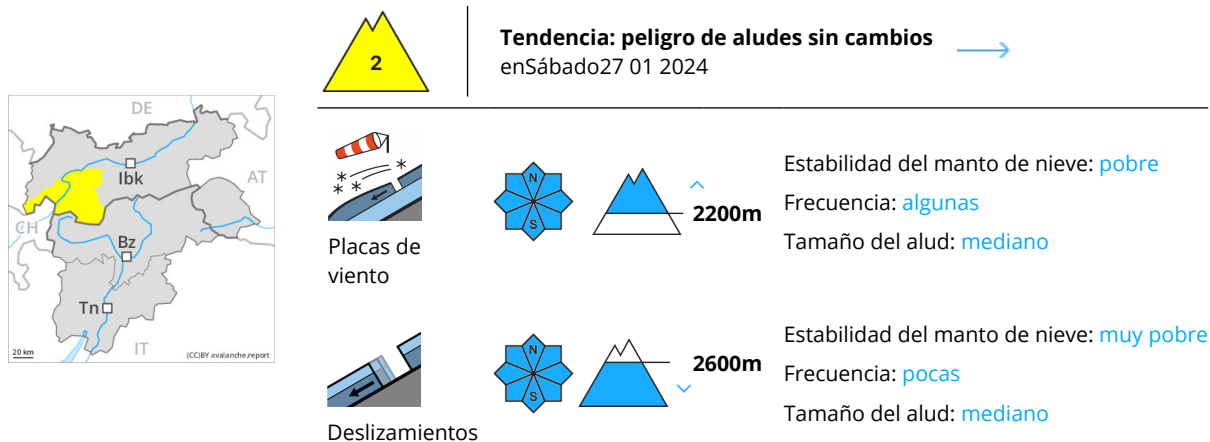 2
Tendencia: peligro de aludes sin cambios
enSábado27 01 2024
DE
Ibk
AT
CH
Bz
Tn
IT
20 km
(CC)BY avalanche.report
Placas de
viento
N
S
2200m
Estabilidad del manto de nieve: pobre
Frecuencia: algunas
Tamaño del alud: mediano
Deslizamientos
N
S
2600m
Estabilidad del manto de nieve: muy pobre
Frecuencia: pocas
Tamaño del alud: mediano